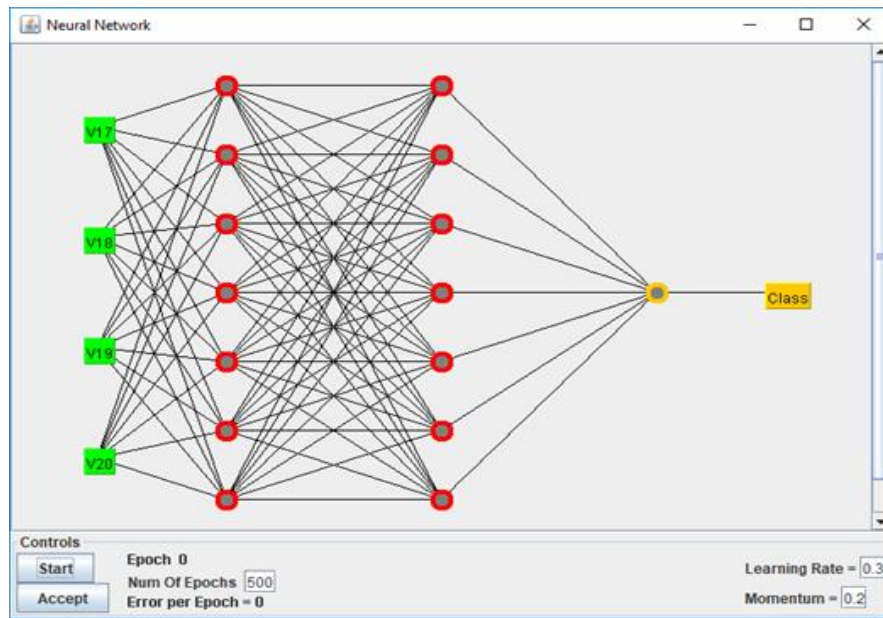 Neural Network
V17
V18
V19
V20
Class
Controls
Start
Accept
Epoch 0
Num Of Epochs 500
Error per Epoch = 0
Learning Rate = 0.3
Momentum = 0.2